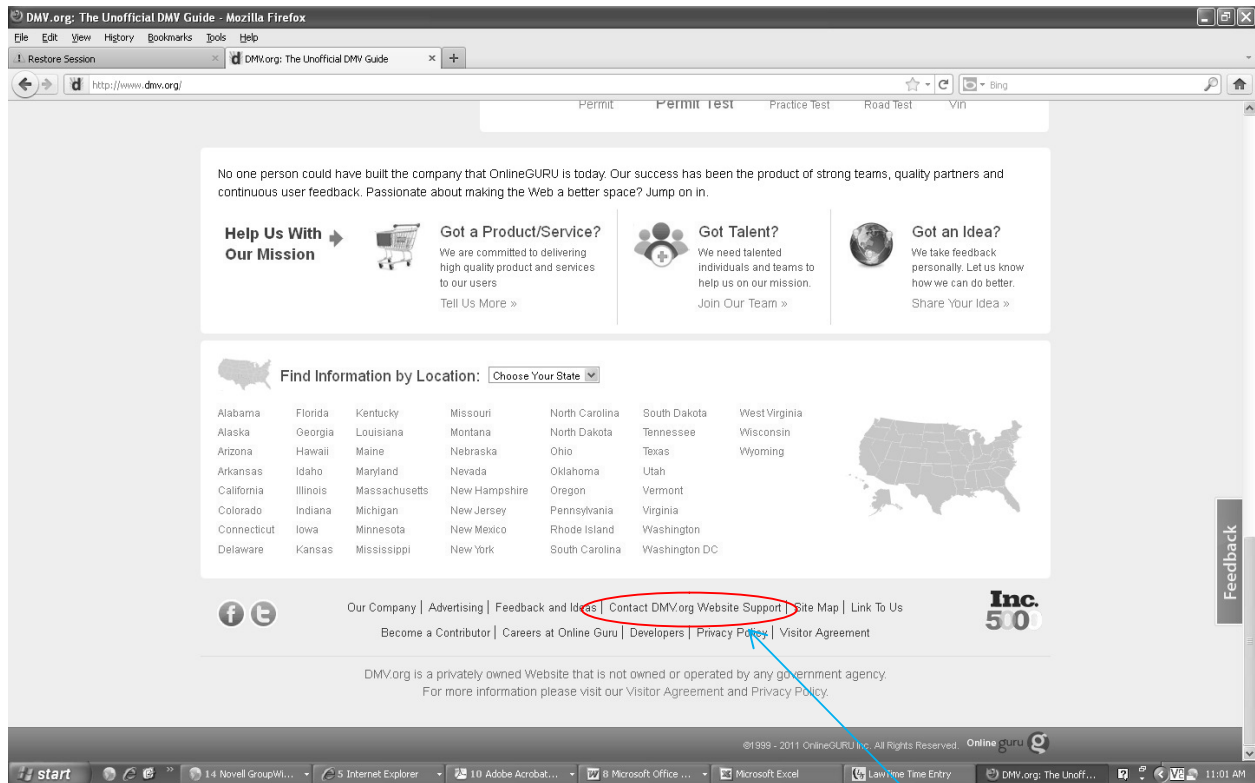 DMV.org: The Unofficial DMV Guide - Mozilla Firefox
File Edit View History Bookmarks Tools Help
Restore Session
DMV.org: The Unofficial DMV Guide
http://www.dmv.org/
Bing
Permit Permit Test Practice Test Road Test Vin
No one person could have built the company that OnlineGURU is today. Our success has been the product of strong teams, quality partners and
continuous user feedback. Passionate about making the Web a better space? Jump on in.
Help Us With
Our Mission
Got a Product/Service?
We are committed to delivering
high quality product and services
to our users
Tell Us More »
Got Talent?
We need talented
individuals and teams to
help us on our mission.
Join Our Team »
Got an Idea?
We take feedback
personally. Let us know
how we can do better.
Share Your Idea »
Find Information by Location: Choose Your State
Alabama Florida Kentucky Missouri North Carolina South Dakota West Virginia
Alaska Georgia Louisiana Montana North Dakota Tennessee Wisconsin
Arizona Hawaii Maine Nebraska Ohio Texas Wyoming
Arkansas Idaho Maryland Nevada Oklahoma Utah
California Illinois Massachusetts New Hampshire Oregon Vermont
Colorado Indiana Michigan New Jersey Pennsylvania Virginia
Connecticut Iowa Minnesota New Mexico Rhode Island Washington
Delaware Kansas Mississippi New York South Carolina Washington DC
Feedback
Our Company | Advertising | Feedback and Ideas | Contact DMV.org Website Support | Site Map | Link To Us
Become a Contributor | Careers at Online Guru | Developers | Privacy Policy | Visitor Agreement
Inc.
5000
DMV.org is a privately owned Website that is not owned or operated by any government agency.
For more information please visit our Visitor Agreement and Privacy Policy.
©1999 - 2011 OnlineGURU Inc. All Rights Reserved. Online guru
start 14 Novell GroupWi... 5 Internet Explorer 10 Adobe Acrobat... 8 Microsoft Office ... Microsoft Excel LawTime Time Entry DMV.org: The Unoff... 11:01 AM